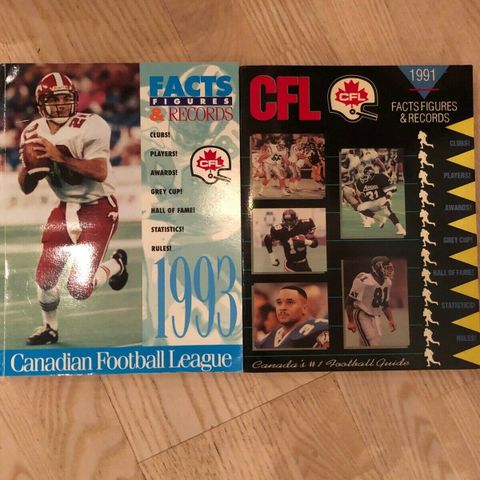 FACTS
FIGURES
& RECORDS
CLUBS!
PLAYERS!
AWARDS!
CFL
GREY CUP!
HALL OF FAME!
STATISTICS!
RULES!
1993
Canadian Football League
CFL
CFL
1991
FACTS FIGURES
& RECORDS
CLUBS!
PLAYERS!
AWARDS!
GREY CUP!
HALL OF FAME!
STATISTICS!
RULES!
Canada's #1 Football Guide